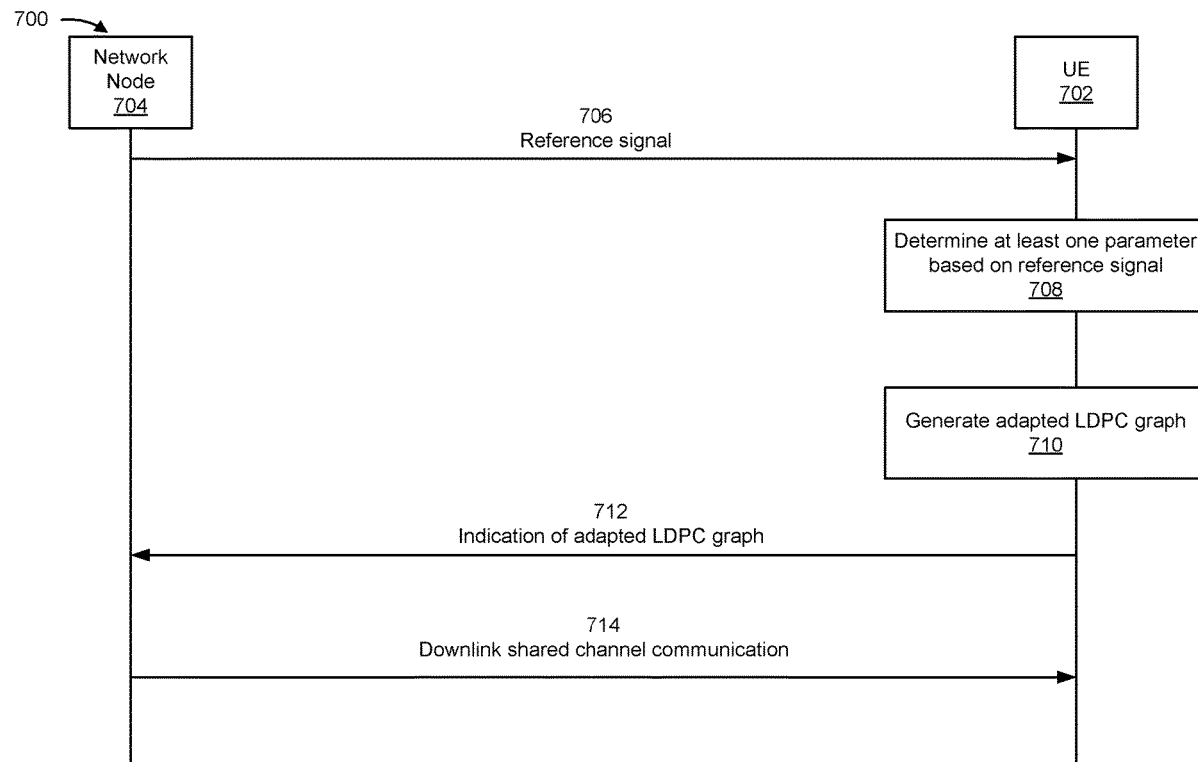 700
Network
Node
704
UE
702
706
Reference signal
Determine at least one parameter
based on reference signal
708
Generate adapted LDPC graph
710
712
Indication of adapted LDPC graph
714
Downlink shared channel communication